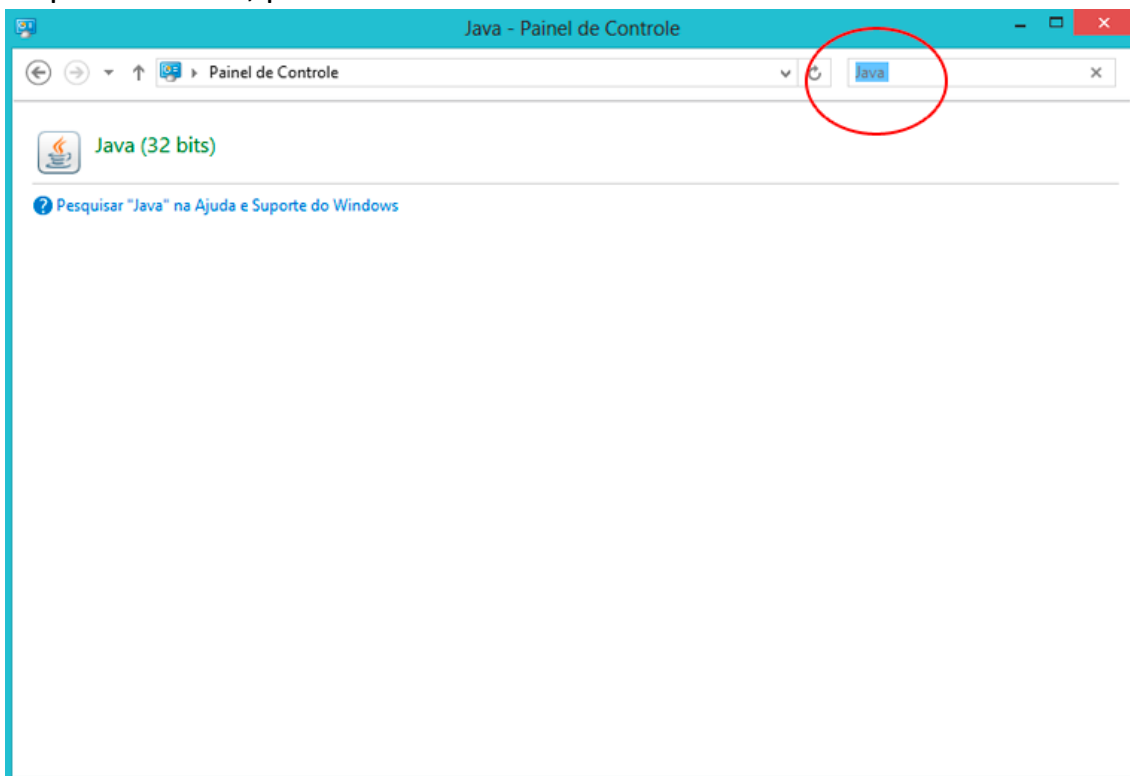 Java - Painel de Controle
Painel de Controle
Java
Java (32 bits)
Pesquisar "Java" na Ajuda e Suporte do Windows